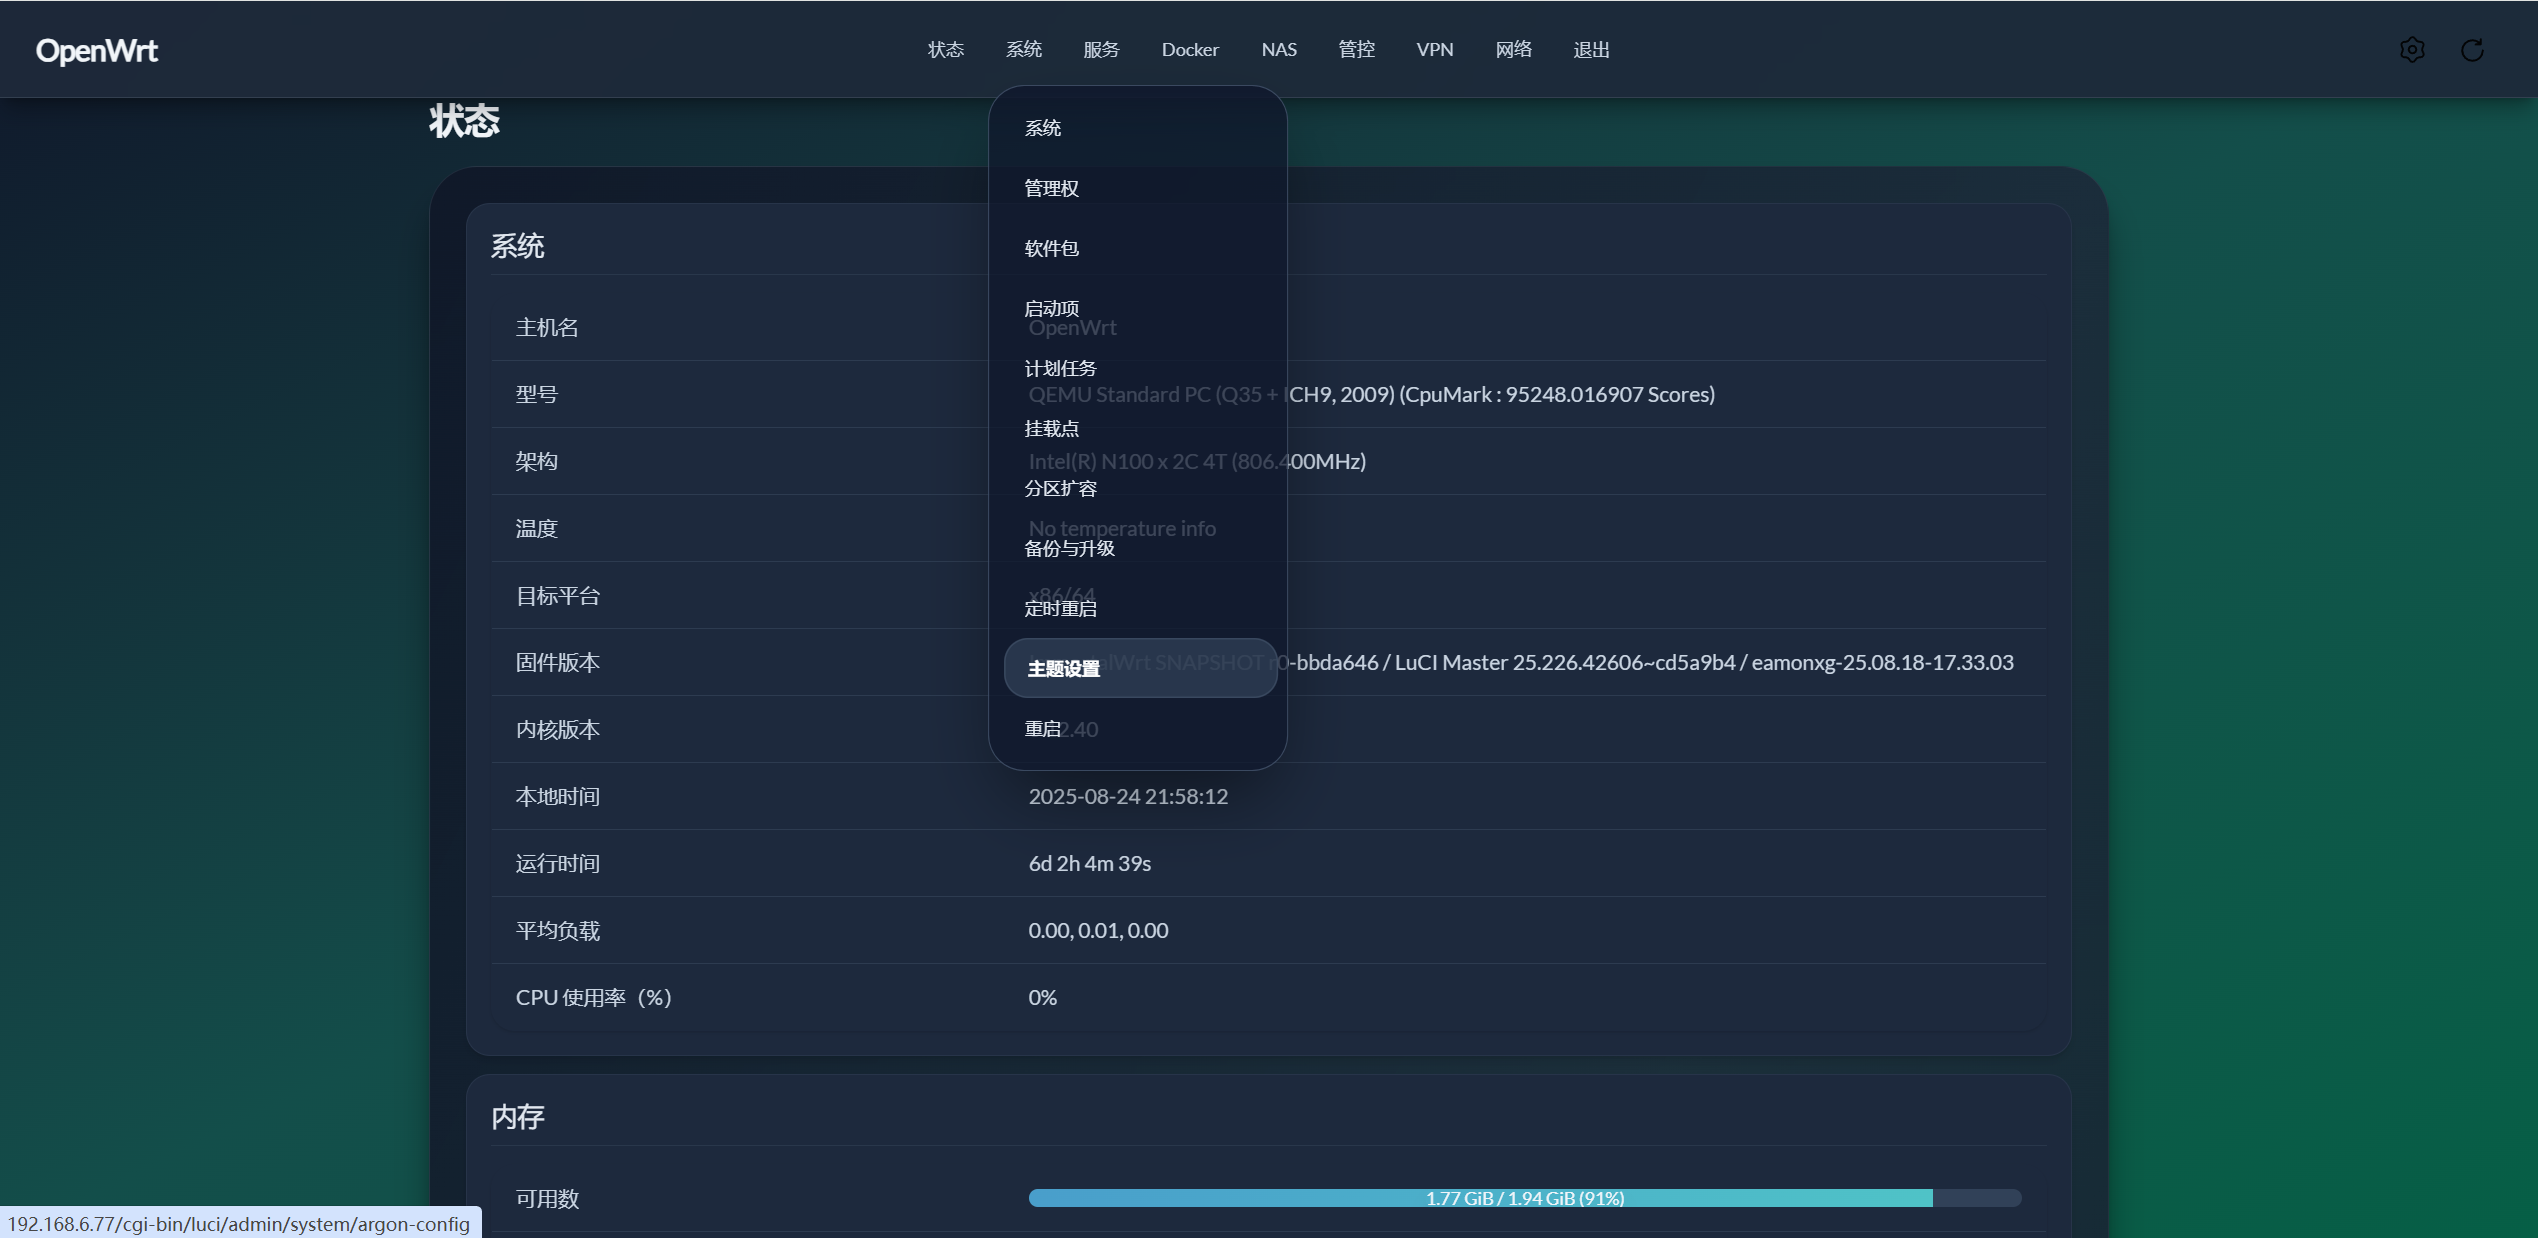 OpenWrt
状态 系统 服务 Docker NAS 管控 VPN 网络 退出
状态
系统
管理权
软件包
启动项
计划任务
挂载点
分区扩容
备份与升级
定时重启
主题设置
重启
系统
主机名 OpenWrt
型号 QEMU Standard PC (Q35 + ICH9, 2009) (CpuMark : 95248.016907 Scores)
架构 Intel(R) N100 x 2C 4T (806.400MHz)
温度 No temperature info
目标平台 x86/64
固件版本 SNAPSHOT r0-bbda646 / LuCI Master 25.226.42606~cd5a9b4 / eamonxg-25.08.18-17.33.03
内核版本
本地时间 2025-08-24 21:58:12
运行时间 6d 2h 4m 39s
平均负载 0.00, 0.01, 0.00
CPU 使用率（%） 0%
内存
可用数 1.77 GiB / 1.94 GiB (91%)
192.168.6.77/cgi-bin/luci/admin/system/argon-config